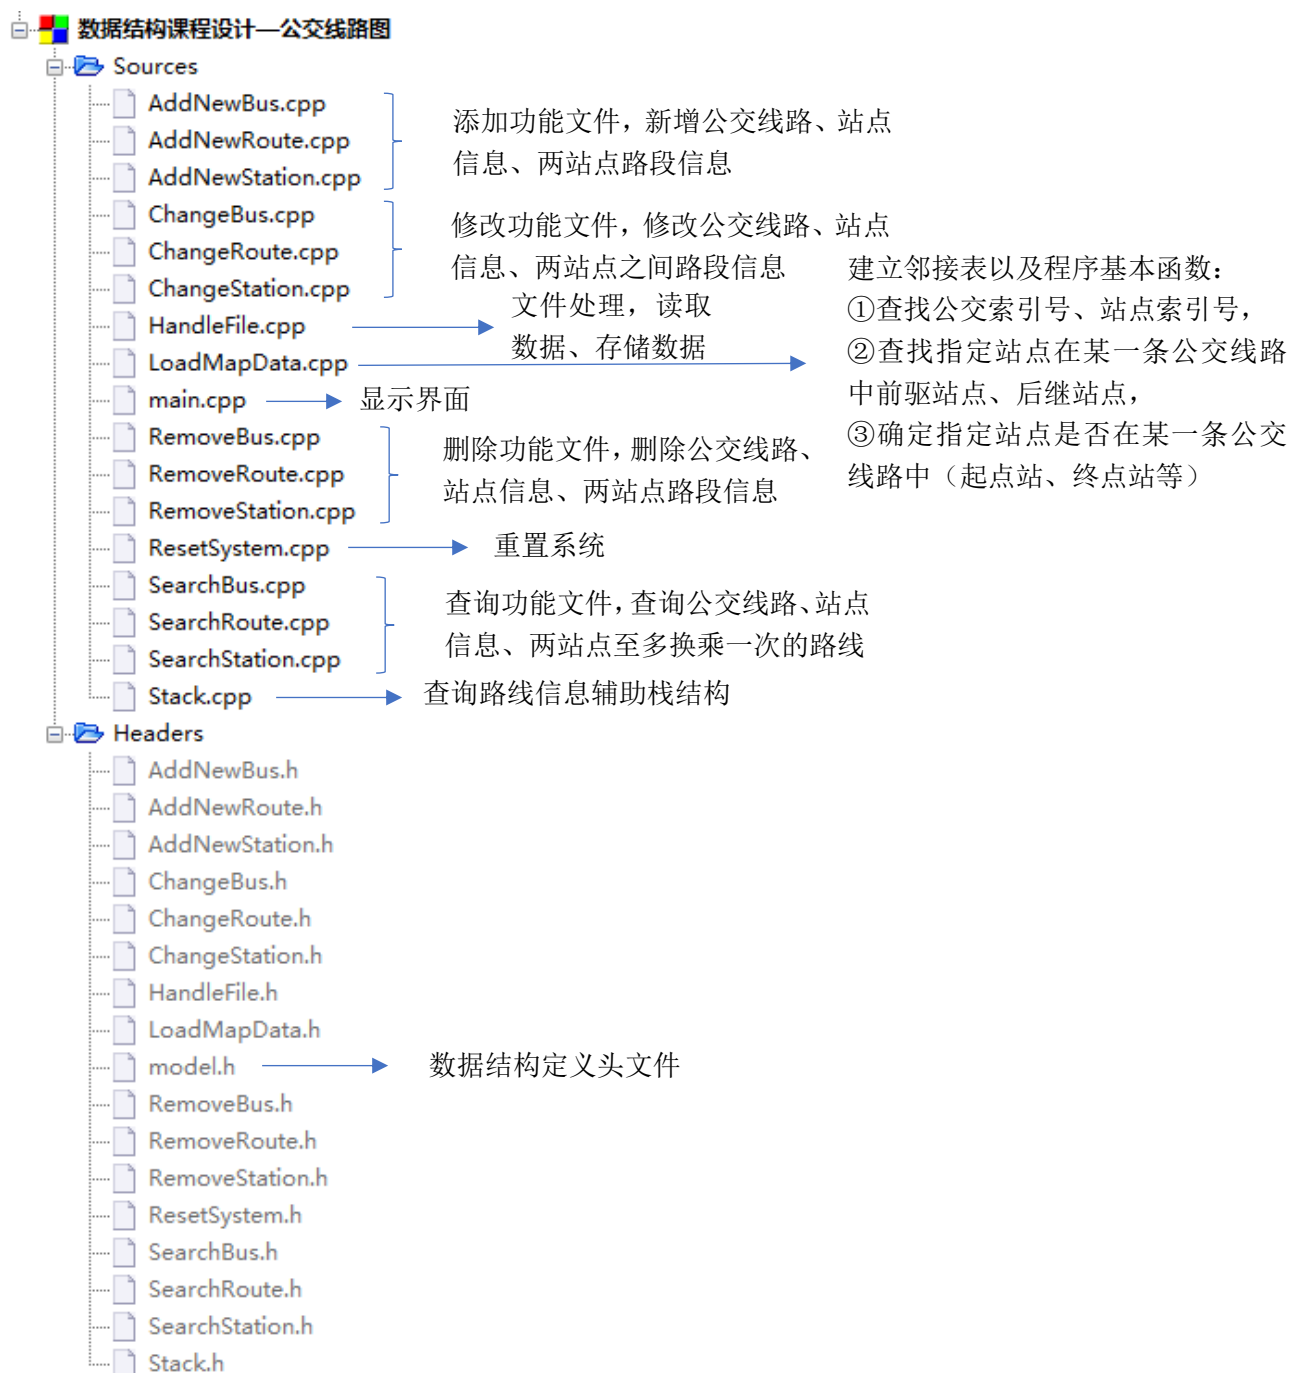 数据结构课程设计—公交线路图
Sources
AddNewBus.cpp
AddNewRoute.cpp
AddNewStation.cpp
添加功能文件，新增公交线路、站点
信息、两站点路段信息
ChangeBus.cpp
ChangeRoute.cpp
ChangeStation.cpp
修改功能文件，修改公交线路、站点
信息、两站点之间路段信息
HandleFile.cpp
文件处理，读取
数据、存储数据
LoadMapData.cpp
建立邻接表以及程序基本函数：
①查找公交索引号、站点索引号，
②查找指定站点在某一条公交线路
中前驱站点、后继站点，
③确定指定站点是否在某一条公交
线路中（起点站、终点站等）
main.cpp
显示界面
RemoveBus.cpp
RemoveRoute.cpp
RemoveStation.cpp
删除功能文件，删除公交线路、
站点信息、两站点路段信息
ResetSystem.cpp
重置系统
SearchBus.cpp
SearchRoute.cpp
SearchStation.cpp
查询功能文件，查询公交线路、站点
信息、两站点至多换乘一次的路线
Stack.cpp
查询路线信息辅助栈结构
Headers
AddNewBus.h
AddNewRoute.h
AddNewStation.h
ChangeBus.h
ChangeRoute.h
ChangeStation.h
HandleFile.h
LoadMapData.h
model.h
数据结构定义头文件
RemoveBus.h
RemoveRoute.h
RemoveStation.h
ResetSystem.h
SearchBus.h
SearchRoute.h
SearchStation.h
Stack.h